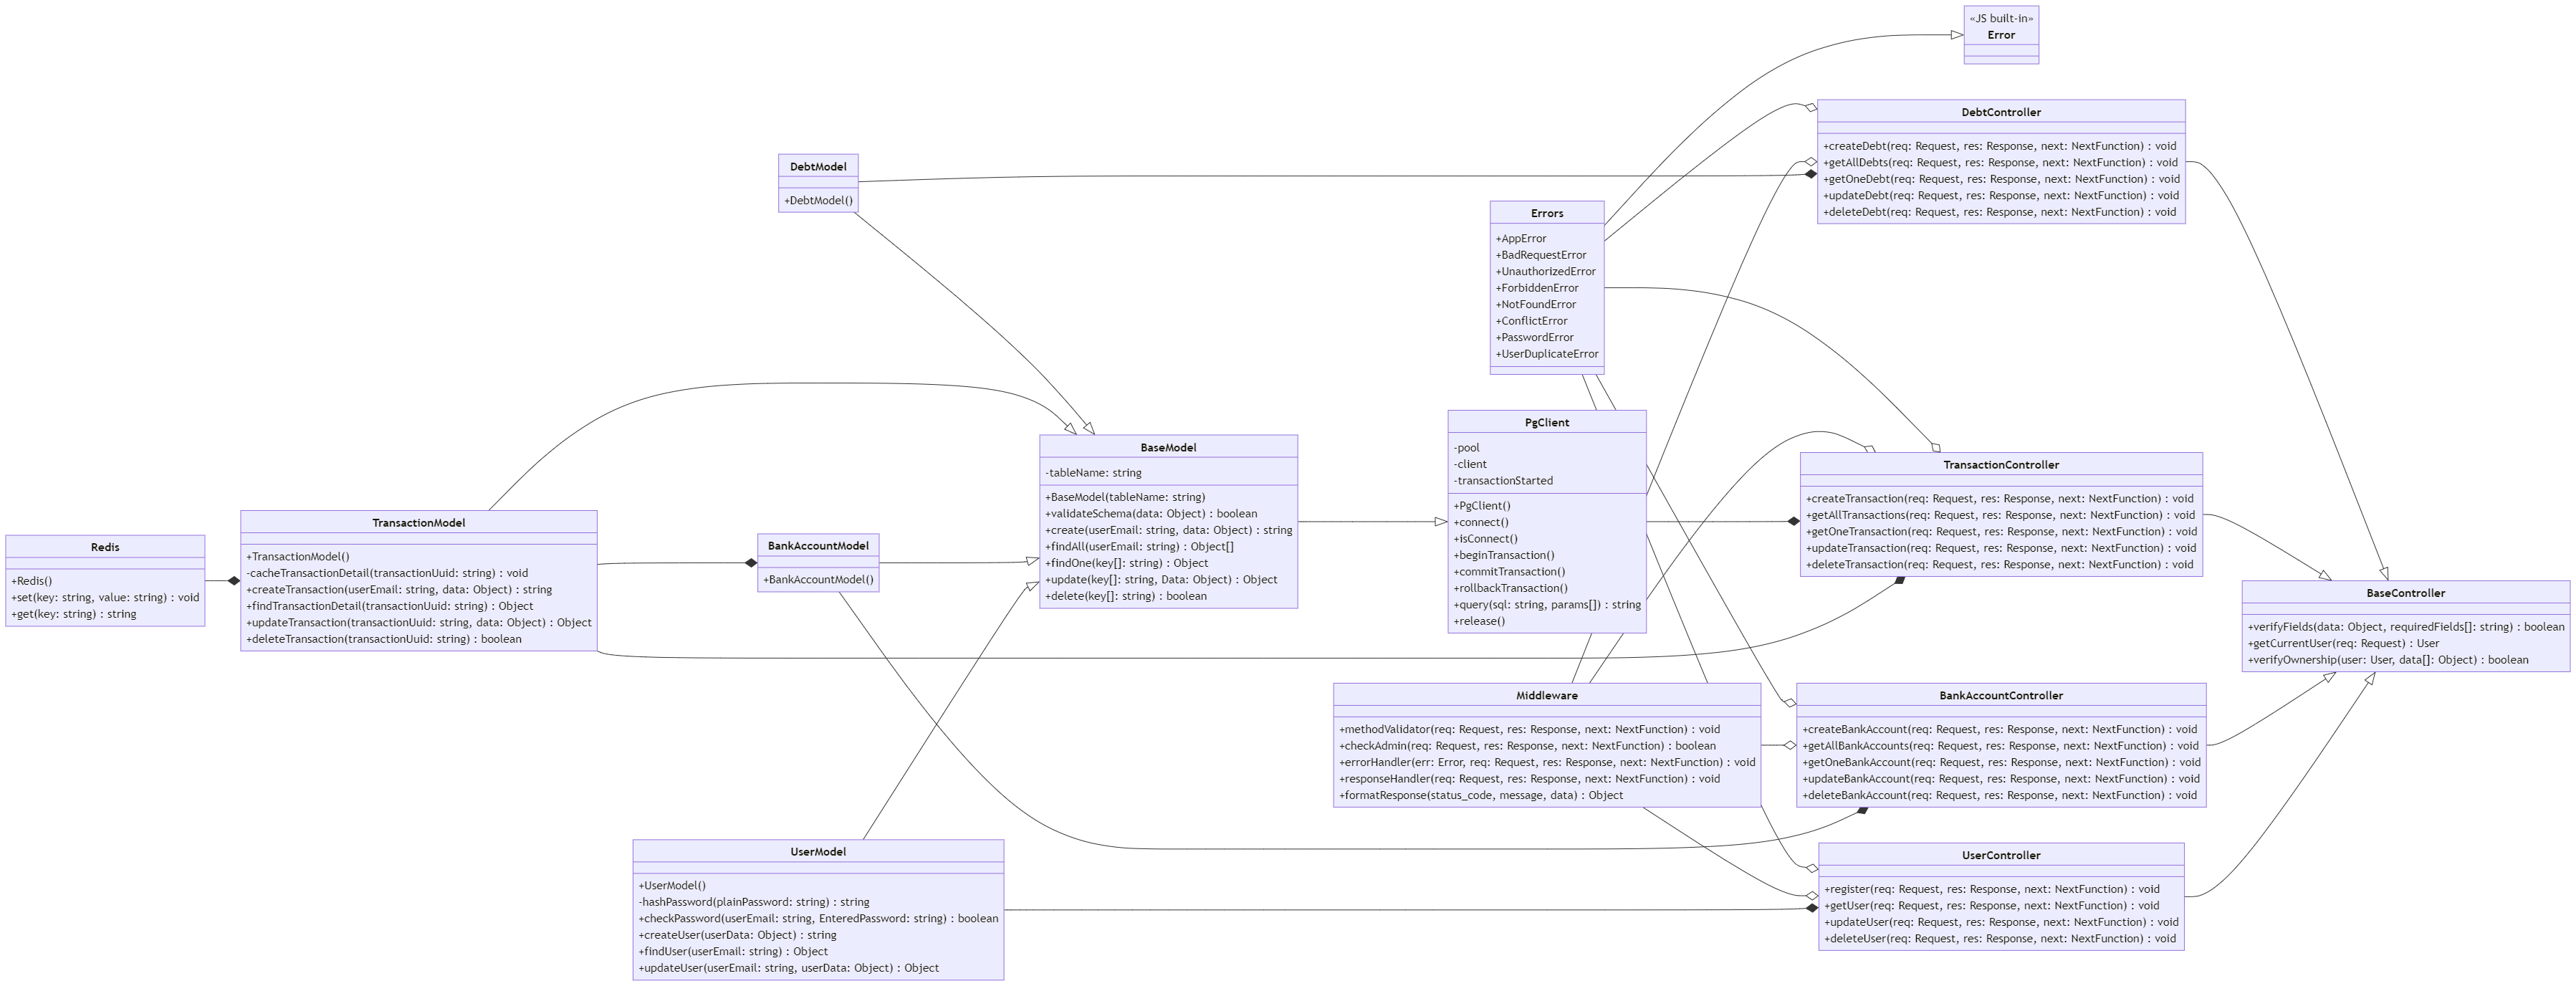 «JS built-in»
Error
DebtController
+createDebt(req: Request, res: Response, next: NextFunction) : void
+getAllDebts(req: Request, res: Response, next: NextFunction) : void
+getOneDebt(req: Request, res: Response, next: NextFunction) : void
+updateDebt(req: Request, res: Response, next: NextFunction) : void
+deleteDebt(req: Request, res: Response, next: NextFunction) : void
DebtModel
+DebtModel()
Errors
+AppError
+BadRequestError
+UnauthorizedError
+ForbiddenError
+NotFoundError
+ConflictError
+PasswordError
+UserDuplicateError
PgClient
-pool
-client
-transactionStarted
+PgClient()
+connect()
+isConnect()
+beginTransaction()
+commitTransaction()
+rollbackTransaction()
+query(sql: string, params[]) : string
+release()
BaseModel
-tableName: string
+BaseModel(tableName: string)
+validateSchema(data: Object) : boolean
+create(userEmail: string, data: Object) : string
+findAll(userEmail: string) : Object[]
+findOne(key[]: string) : Object
+update(key[]: string, Data: Object) : Object
+delete(key[]: string) : boolean
TransactionController
+createTransaction(req: Request, res: Response, next: NextFunction) : void
+getAllTransactions(req: Request, res: Response, next: NextFunction) : void
+getOneTransaction(req: Request, res: Response, next: NextFunction) : void
+updateTransaction(req: Request, res: Response, next: NextFunction) : void
+deleteTransaction(req: Request, res: Response, next: NextFunction) : void
TransactionModel
+TransactionModel()
-cacheTransactionDetail(transactionUuid: string) : void
+createTransaction(userEmail: string, data: Object) : string
+findTransactionDetail(transactionUuid: string) : Object
+updateTransaction(transactionUuid: string, data: Object) : Object
+deleteTransaction(transactionUuid: string) : boolean
Redis
+Redis()
+set(key: string, value: string) : void
+get(key: string) : string
BankAccountModel
+BankAccountModel()
BaseController
+verifyFields(data: Object, requiredFields[]: string) : boolean
+getCurrentUser(req: Request) : User
+verifyOwnership(user: User, data[]: Object) : boolean
Middleware
+methodValidator(req: Request, res: Response, next: NextFunction) : void
+checkAdmin(req: Request, res: Response, next: NextFunction) : boolean
+errorHandler(err: Error, req: Request, res: Response, next: NextFunction) : void
+responseHandler(req: Request, res: Response, next: NextFunction) : void
+formatResponse(status_code, message, data) : Object
BankAccountController
+createBankAccount(req: Request, res: Response, next: NextFunction) : void
+getAllBankAccounts(req: Request, res: Response, next: NextFunction) : void
+getOneBankAccount(req: Request, res: Response, next: NextFunction) : void
+updateBankAccount(req: Request, res: Response, next: NextFunction) : void
+deleteBankAccount(req: Request, res: Response, next: NextFunction) : void
UserModel
+UserModel()
-hashPassword(plainPassword: string) : string
+checkPassword(userEmail: string, EnteredPassword: string) : boolean
+createUser(userData: Object) : string
+findUser(userEmail: string) : Object
+updateUser(userEmail: string, userData: Object) : Object
UserController
+register(req: Request, res: Response, next: NextFunction) : void
+getUser(req: Request, res: Response, next: NextFunction) : void
+updateUser(req: Request, res: Response, next: NextFunction) : void
+deleteUser(req: Request, res: Response, next: NextFunction) : void